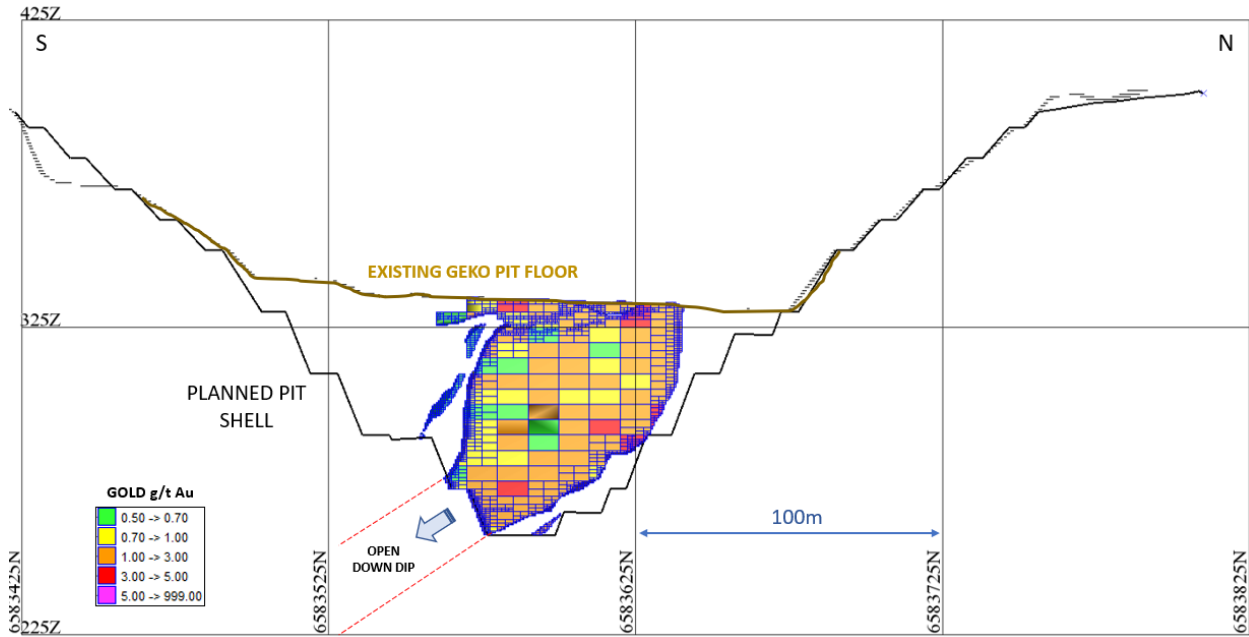 425Z
S
N
EXISTING GEKO PIT FLOOR
325Z
PLANNED PIT
SHELL
GOLD g/t Au
0.50 -> 0.70
0.70 -> 1.00
1.00 -> 3.00
3.00 -> 5.00
5.00 -> 999.00
OPEN
DOWN DIP
100m
6583425N
6583525N
6583625N
6583725N
6583825N
225Z